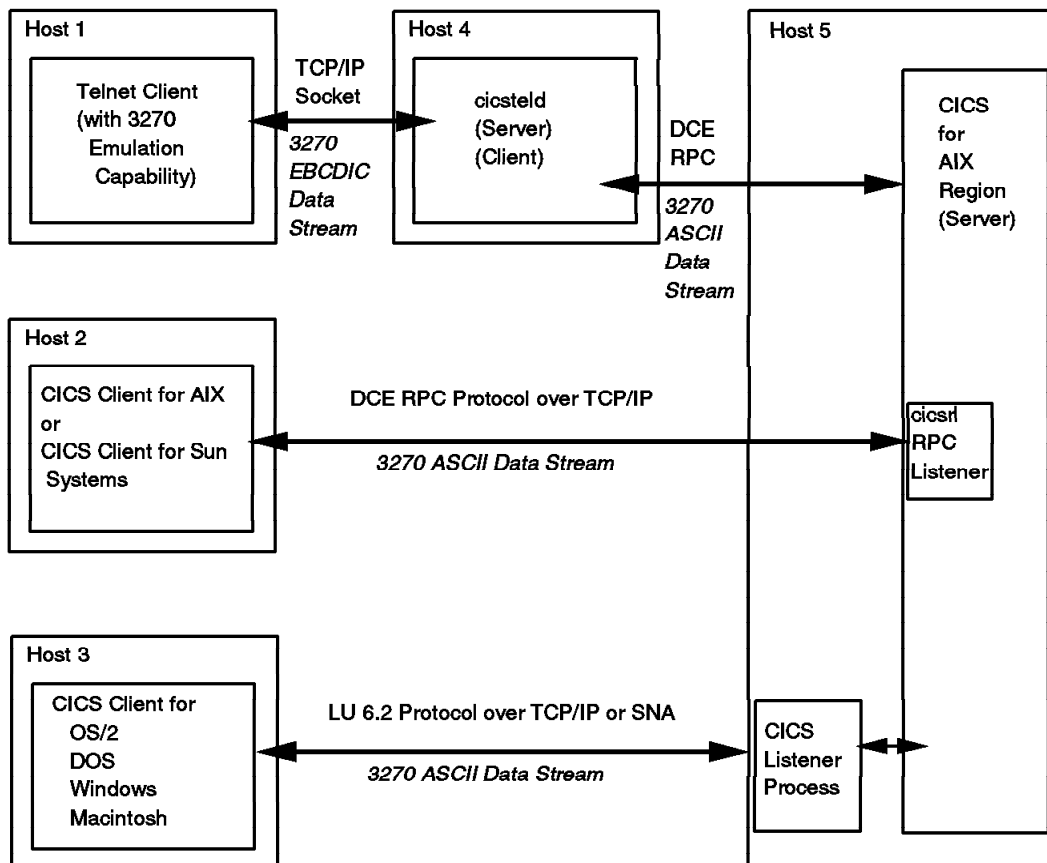 Host 1
Telnet Client
(with 3270
Emulation
Capability)
TCP/IP
Socket
3270
EBCDIC
Data
Stream
Host 4
cicsteld
(Server)
(Client)
DCE
RPC
3270
ASCII
Data
Stream
Host 5
CICS
for
AIX
Region
(Server)
Host 2
CICS Client for AIX
or
CICS Client for Sun
Systems
DCE RPC Protocol over TCP/IP
3270 ASCII Data Stream
cicsrl
RPC
Listener
Host 3
CICS Client for
OS/2
DOS
Windows
Macintosh
LU 6.2 Protocol over TCP/IP or SNA
3270 ASCII Data Stream
CICS
Listener
Process